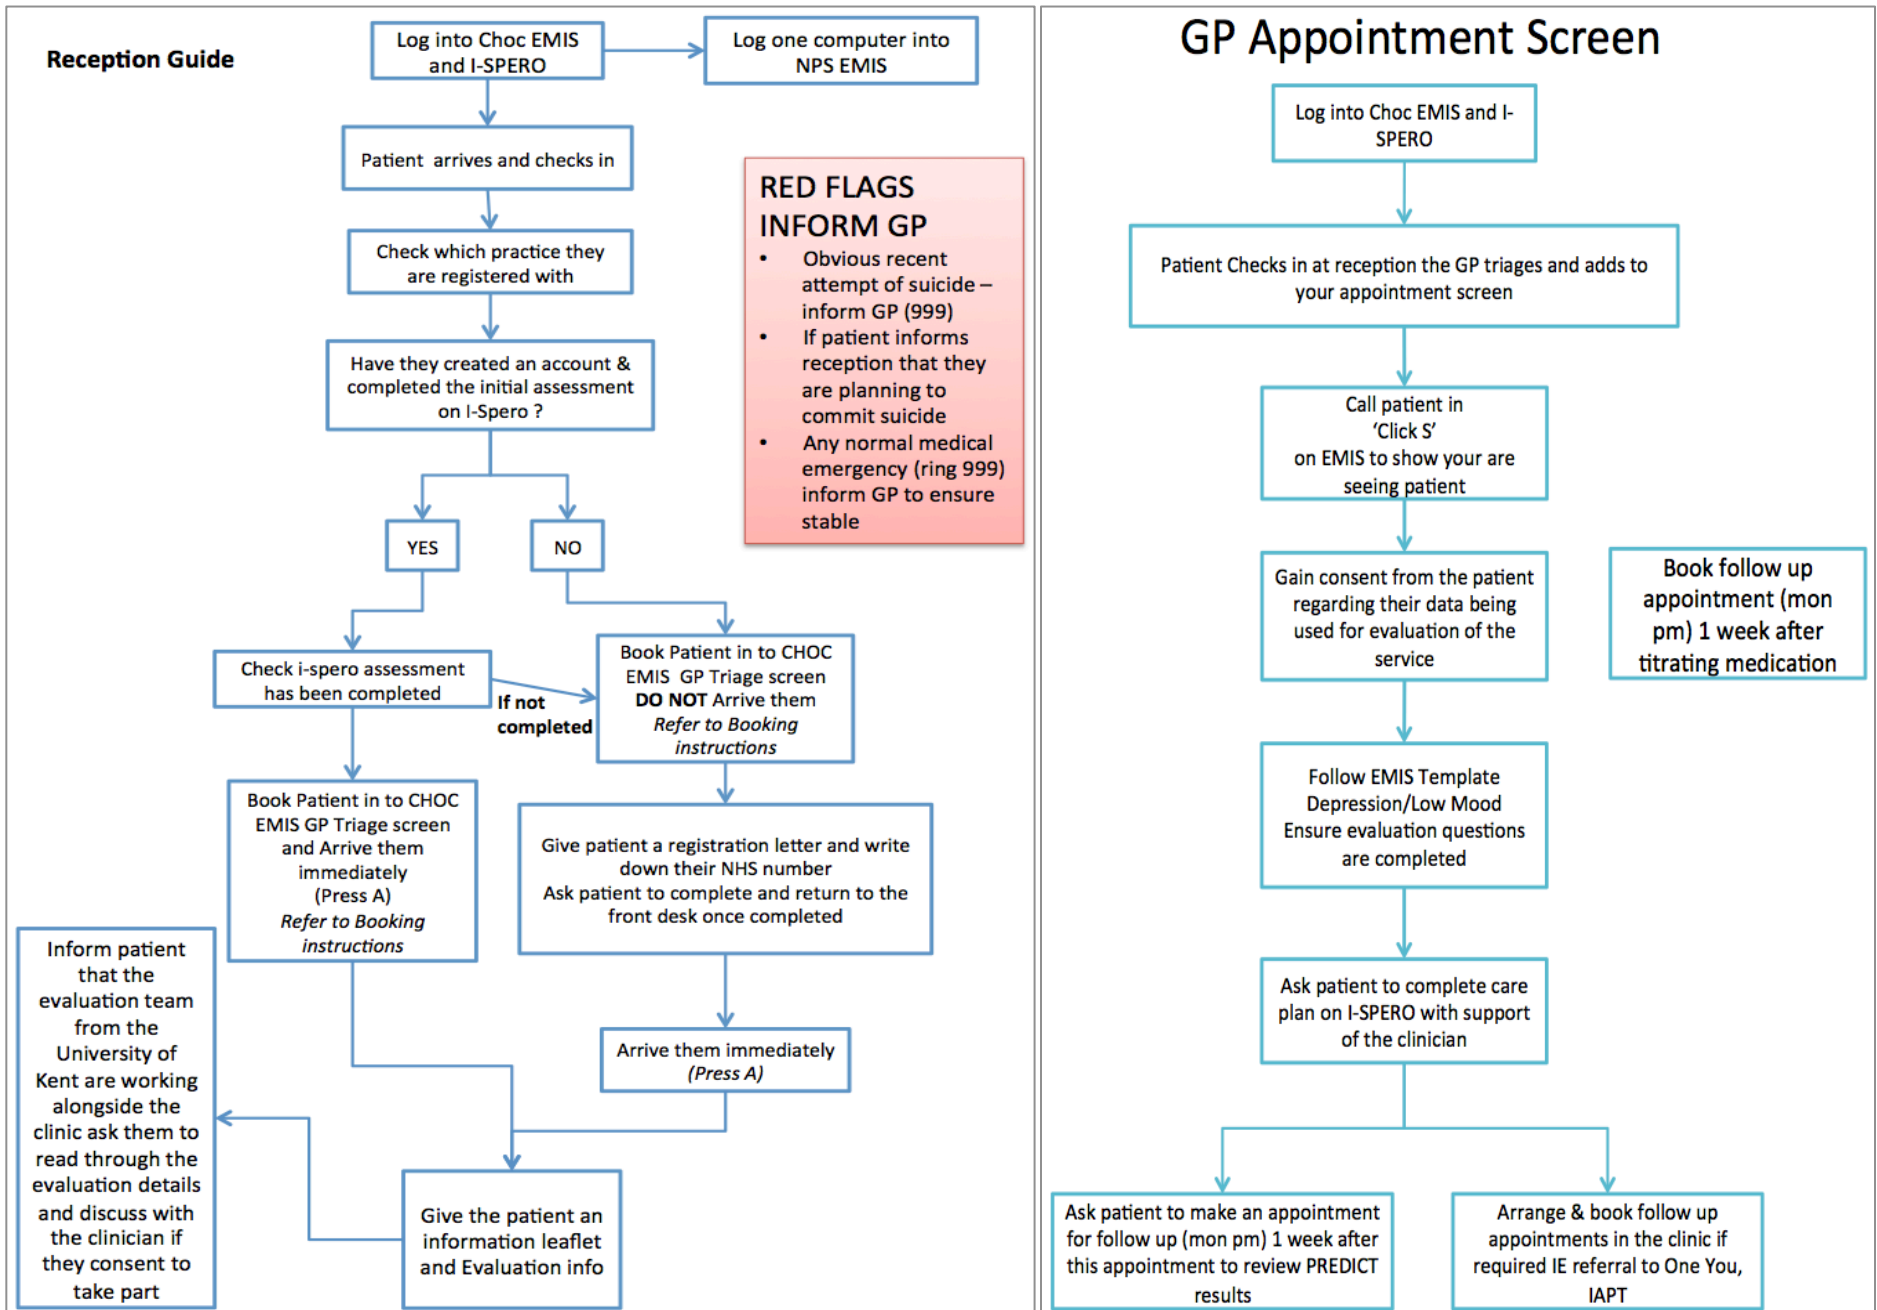 Reception Guide
Log into Choc EMIS
and I-SPERO
Log one computer into
NPS EMIS
Patient arrives and checks in
Check which practice they
are registered with
Have they created an account &
completed the initial assessment
on I-Spero ?
YES
NO
Check i-spero assessment
has been completed
If not
completed
Book Patient in to CHOC
EMIS GP Triage screen
DO NOT Arrive them
Refer to Booking
instructions
Book Patient in to CHOC
EMIS GP Triage screen
and Arrive them
immediately
(Press A)
Refer to Booking
instructions
Give patient a registration letter and write
down their NHS number
Ask patient to complete and return to the
front desk once completed
Arrive them immediately
(Press A)
Give the patient an
information leaflet
and Evaluation info
Inform patient
that the
evaluation team
from the
University of
Kent are working
alongside the
clinic ask them to
read through the
evaluation details
and discuss with
the clinician if
they consent to
take part
RED FLAGS
INFORM GP
• Obvious recent
attempt of suicide –
inform GP (999)
• If patient informs
reception that they
are planning to
commit suicide
• Any normal medical
emergency (ring 999)
inform GP to ensure
stable
GP Appointment Screen
Log into Choc EMIS and I-
SPERO
Patient Checks in at reception the GP triages and adds to
your appointment screen
Call patient in
‘Click S’
on EMIS to show your are
seeing patient
Gain consent from the patient
regarding their data being
used for evaluation of the
service
Book follow up
appointment (mon
pm) 1 week after
titrating medication
Follow EMIS Template
Depression/Low Mood
Ensure evaluation questions
are completed
Ask patient to complete care
plan on I-SPERO with support
of the clinician
Ask patient to make an appointment
for follow up (mon pm) 1 week after
this appointment to review PREDICT
results
Arrange & book follow up
appointments in the clinic if
required IE referral to One You,
IAPT